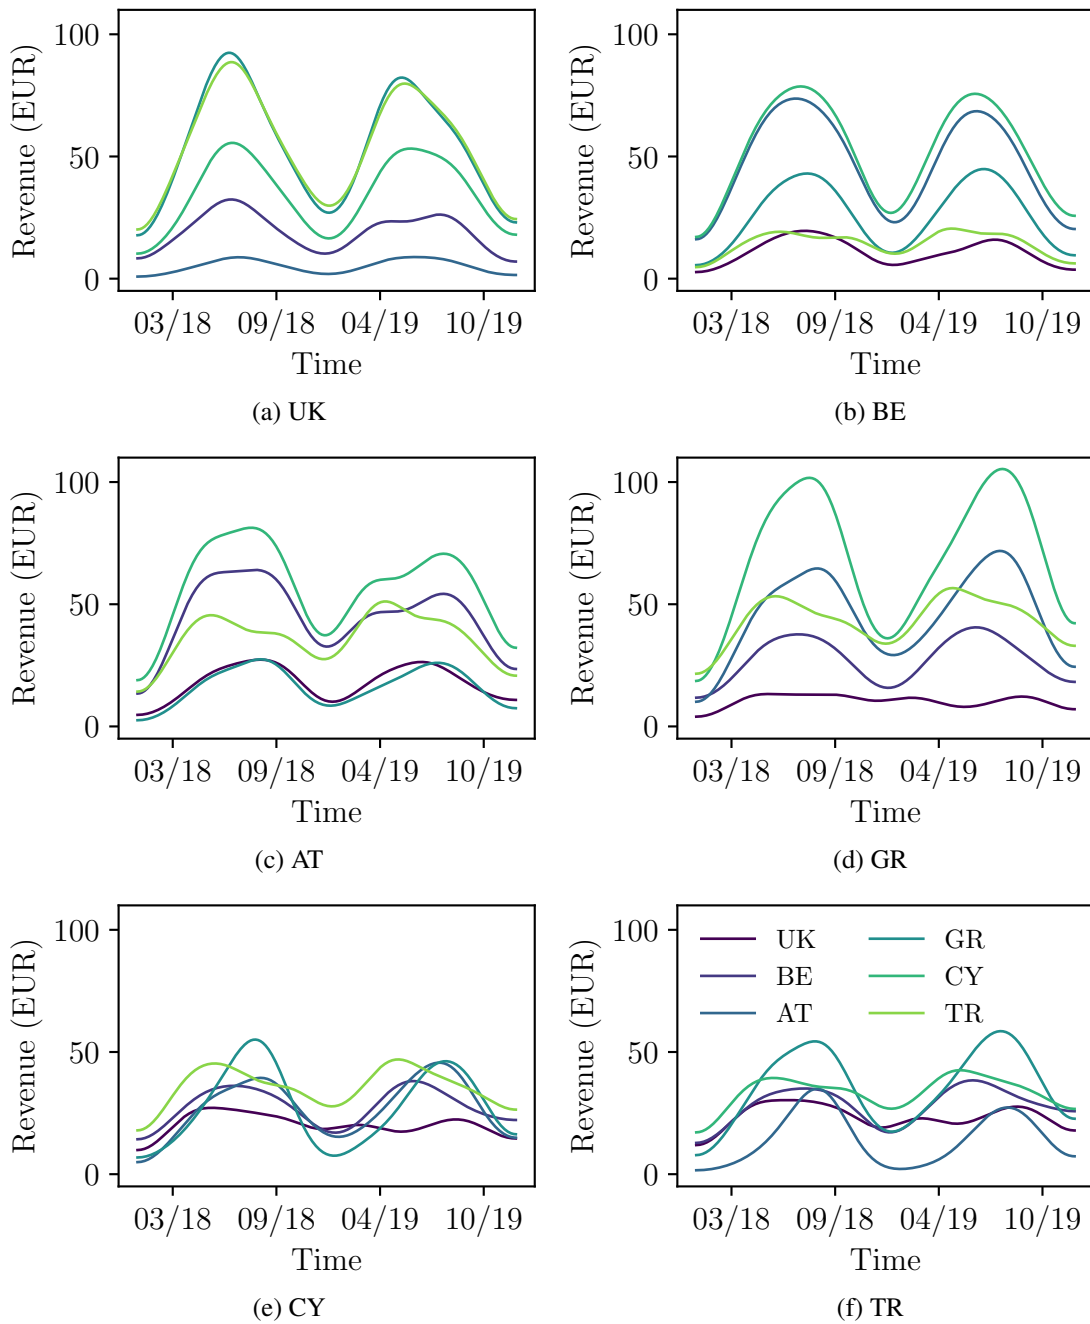 100
50
0
Revenue (EUR)
03/18 09/18 04/19 10/19
Time
(a) UK
100
50
0
Revenue (EUR)
03/18 09/18 04/19 10/19
Time
(b) BE
100
50
0
Revenue (EUR)
03/18 09/18 04/19 10/19
Time
(c) AT
100
50
0
Revenue (EUR)
03/18 09/18 04/19 10/19
Time
(d) GR
100
50
0
Revenue (EUR)
03/18 09/18 04/19 10/19
Time
(e) CY
100
50
0
Revenue (EUR)
UK GR
BE CY
AT TR
03/18 09/18 04/19 10/19
Time
(f) TR